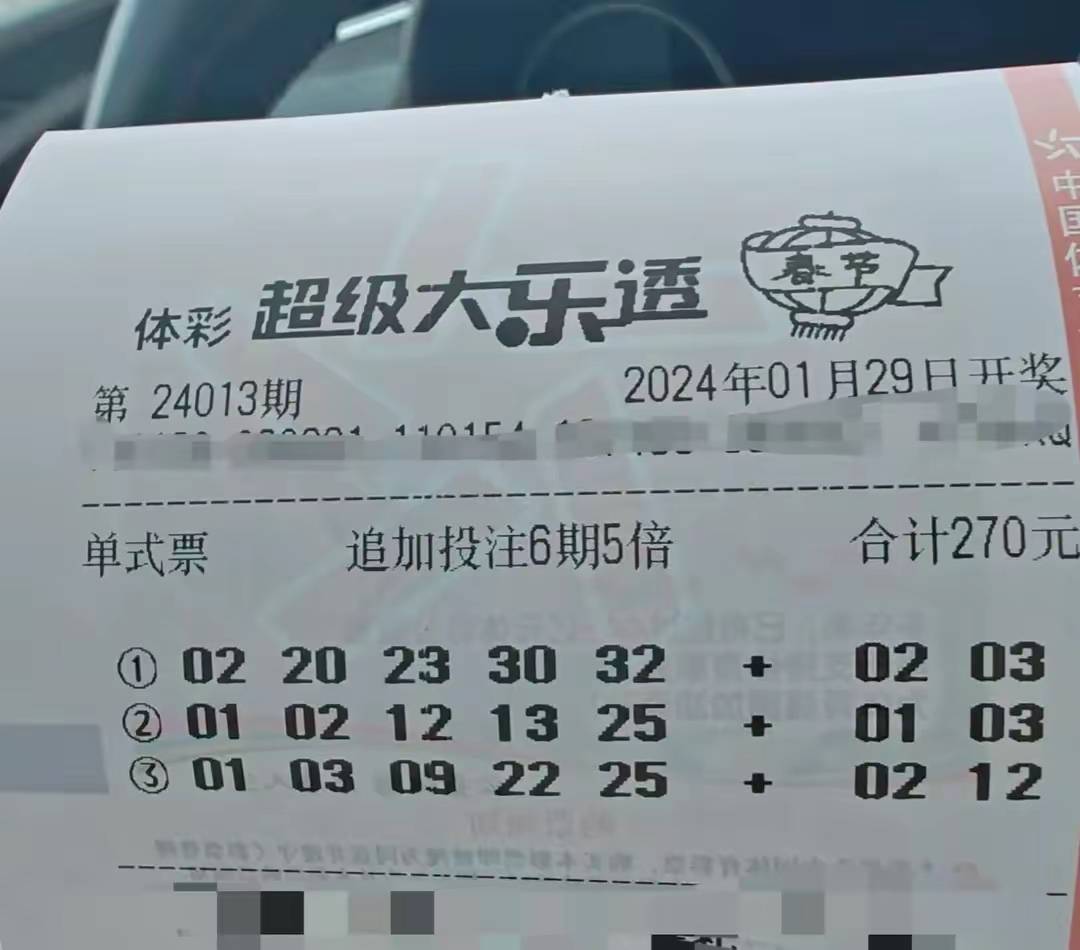 体彩 超级大乐透 春节
第 24013期 2024年01月29日开奖
单式票 追加投注6期5倍 合计270元
① 02 20 23 30 32 + 02 03
② 01 02 12 13 25 + 01 03
③ 01 03 09 22 25 + 02 12
中国体